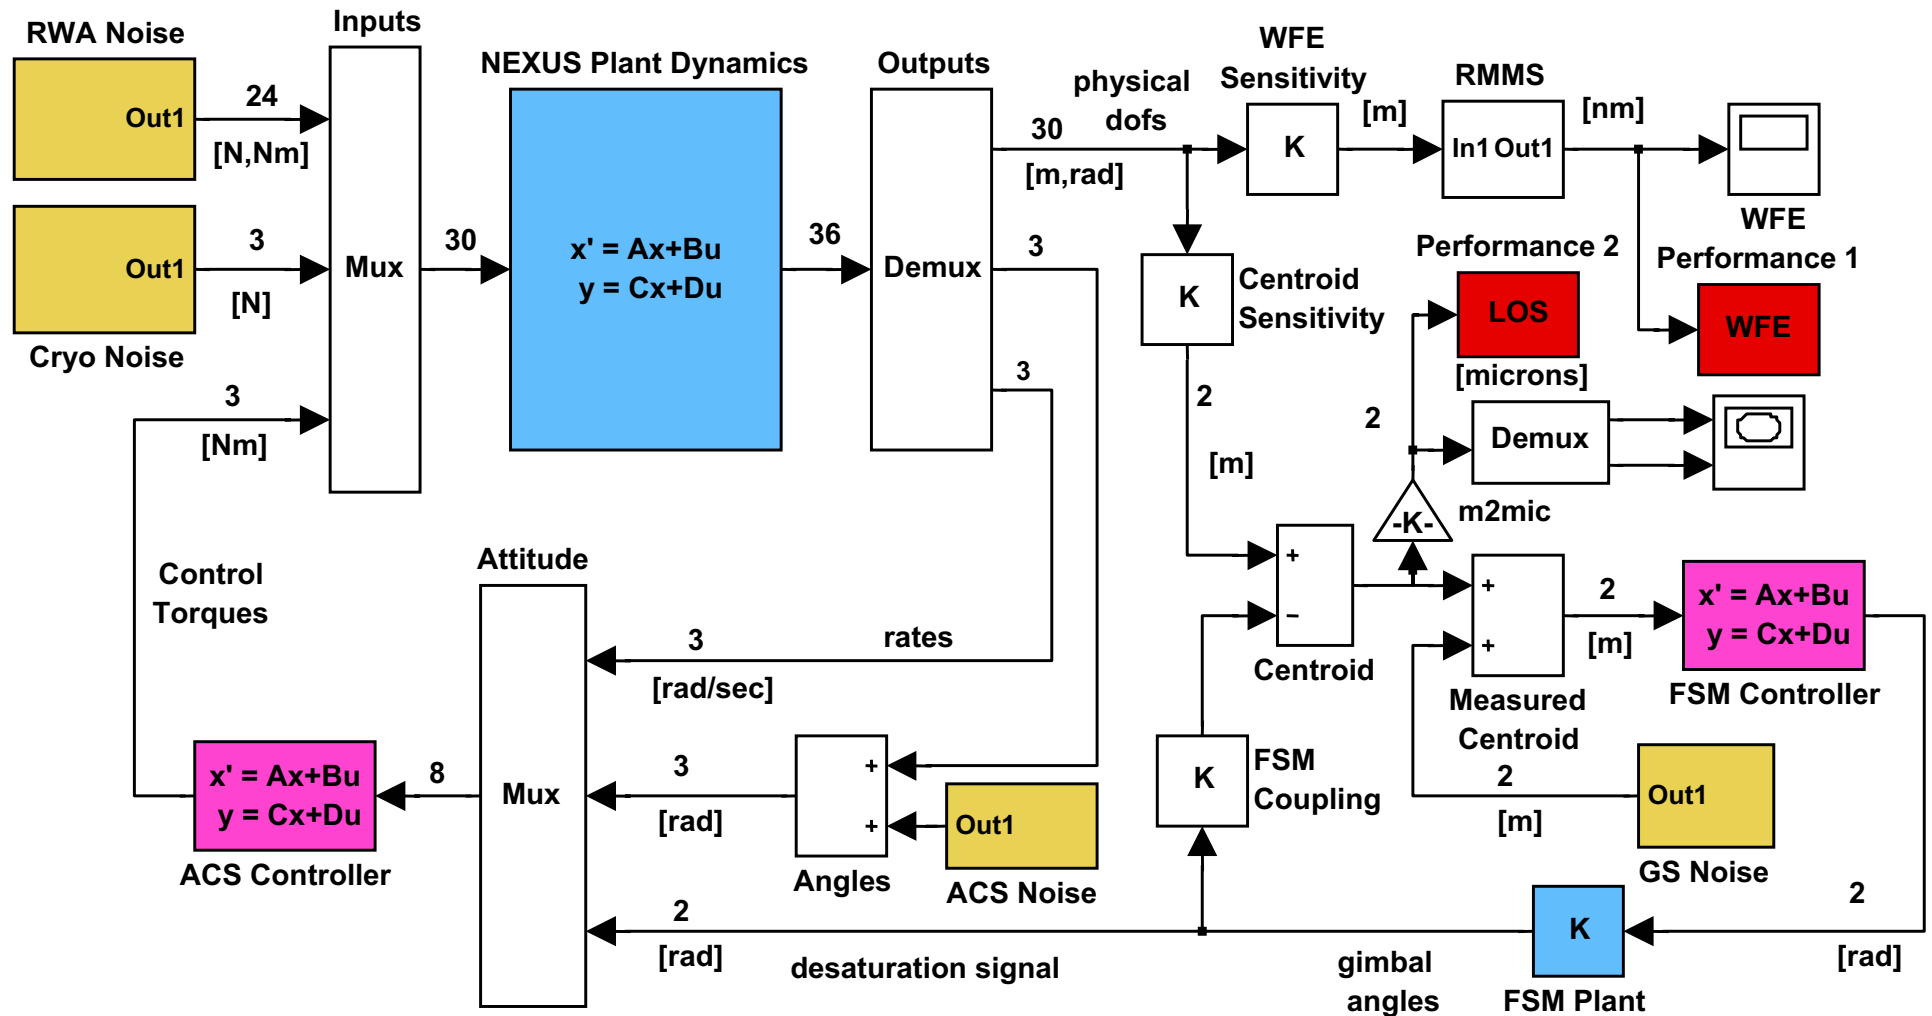 RWA Noise
Out1
24
[N,Nm]
Out1
3
[N]
Cryo Noise
3
[Nm]
Inputs
Mux
30
NEXUS Plant Dynamics
x' = Ax+Bu
y = Cx+Du
36
Outputs
Demux
30
[m,rad]
physical
dofs
3
3
WFE
Sensitivity
K
[m]
RMMS
In1 Out1
[nm]
WFE
Performance 1
WFE
K
Centroid
Sensitivity
2
[m]
Performance 2
LOS
[microns]
2
Demux
-K-
m2mic
+
−
Centroid
+
+
Measured
Centroid
2
[m]
x' = Ax+Bu
y = Cx+Du
FSM Controller
Control
Torques
Attitude
Mux
3
rates
[rad/sec]
3
[rad]
+
+
Angles
Out1
ACS Noise
K
FSM
Coupling
2
[m]
Out1
GS Noise
x' = Ax+Bu
y = Cx+Du
ACS Controller
8
2
[rad]
desaturation signal
gimbal
angles
K
FSM Plant
2
[rad]